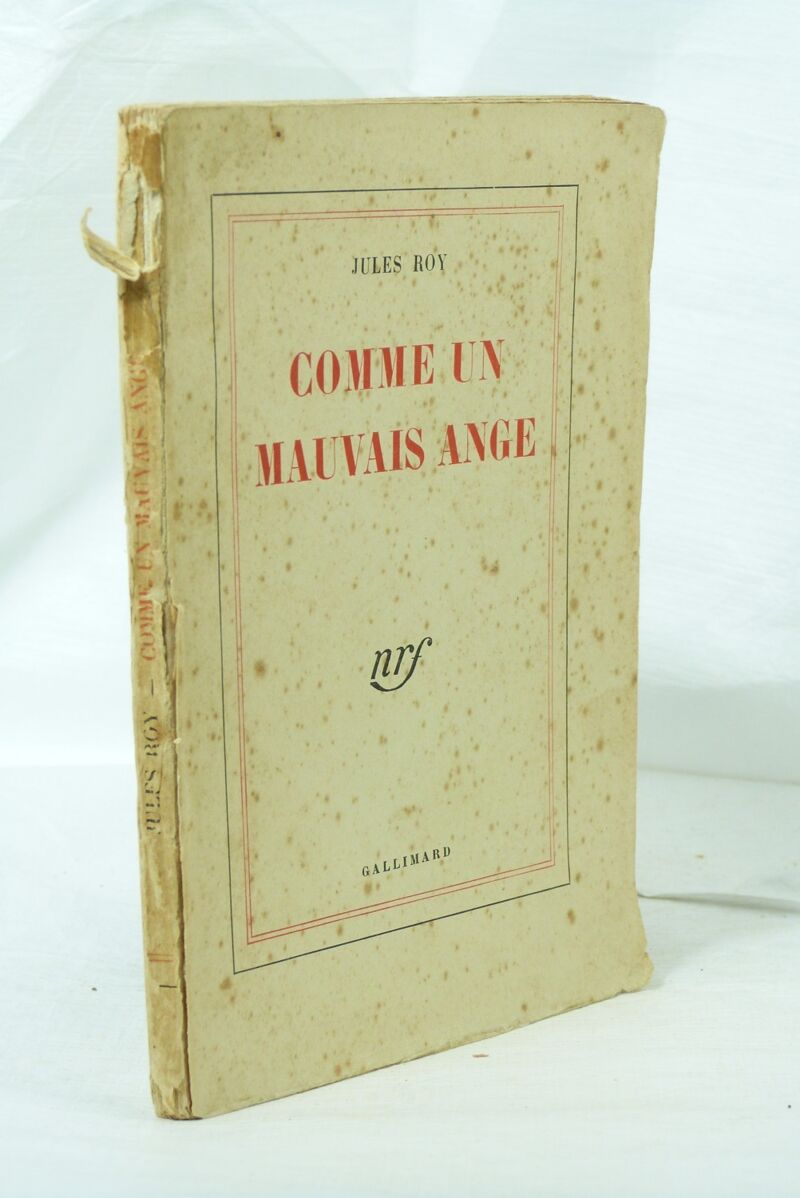 JULES ROY
COMME UN
MAUVAIS ANGE
nrf
GALLIMARD
JULES ROY — COMME UN MAUVAIS ANGE